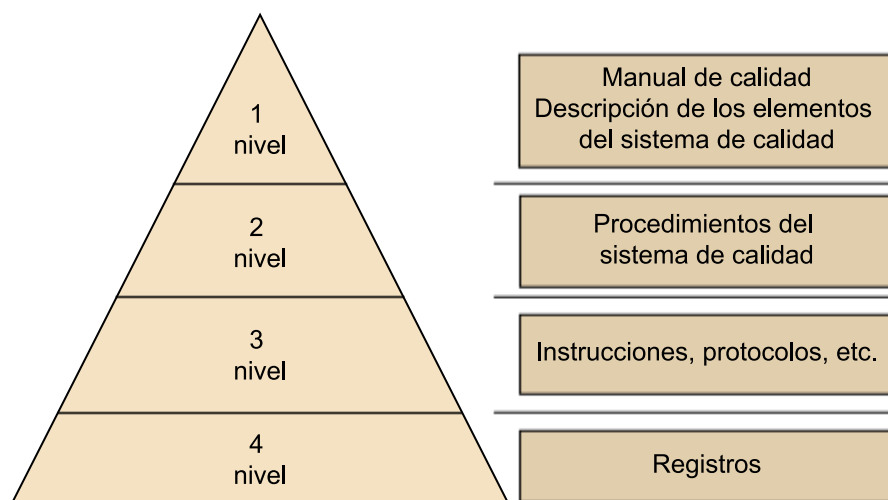 1
nivel
Manual de calidad
Descripción de los elementos
del sistema de calidad
2
nivel
Procedimientos del
sistema de calidad
3
nivel
Instrucciones, protocolos, etc.
4
nivel
Registros